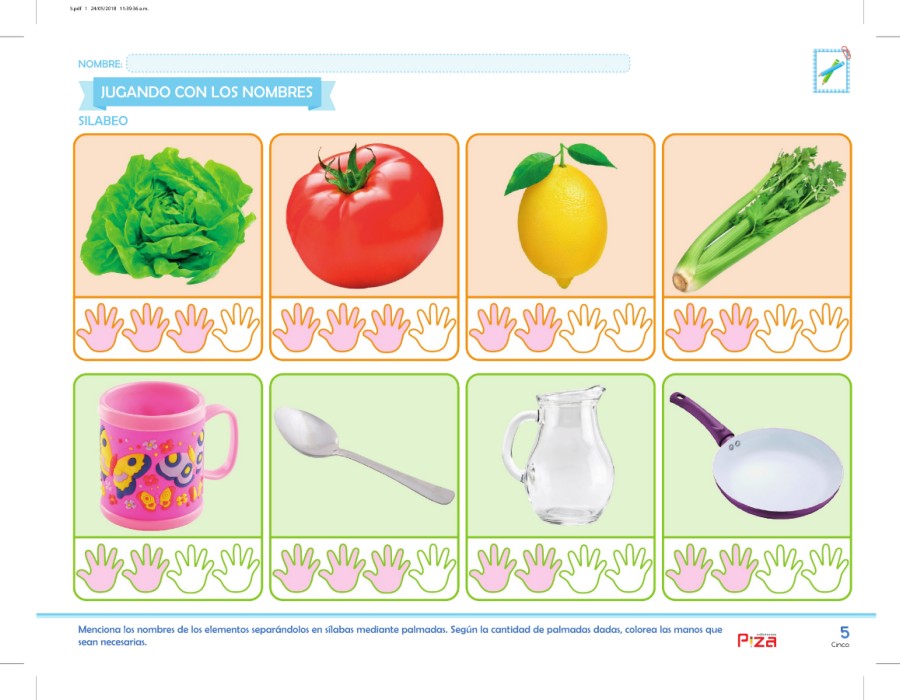 5.pdf 1 24/05/2018 11:39:36 a.m.
NOMBRE:
JUGANDO CON LOS NOMBRES
SILABEO
Menciona los nombres de los elementos separándolos en sílabas mediante palmadas. Según la cantidad de palmadas dadas, colorea las manos que
sean necesarias.
Piza
5
Cinco